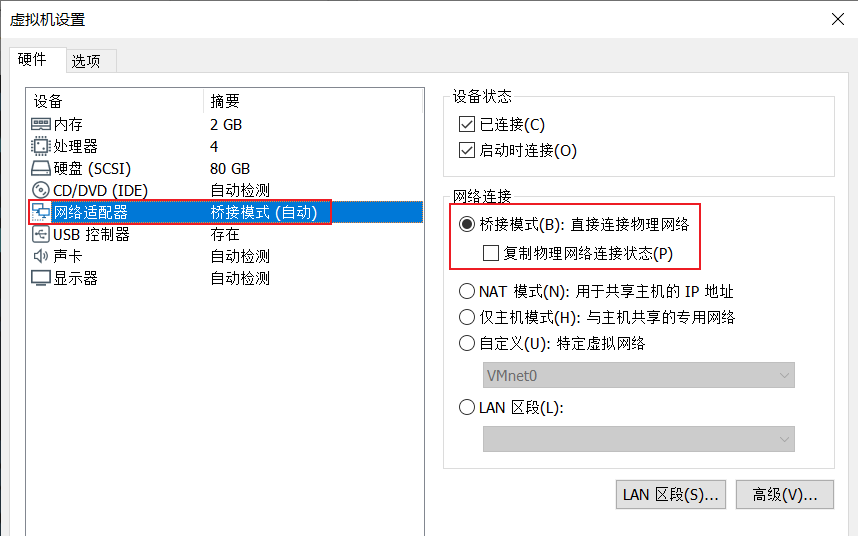 虚拟机设置
硬件 选项
设备 摘要
内存 2 GB
处理器 4
硬盘 (SCSI) 80 GB
CD/DVD (IDE) 自动检测
网络适配器 桥接模式 (自动)
USB 控制器 存在
声卡 自动检测
显示器 自动检测
设备状态
已连接(C)
启动时连接(O)
网络连接
桥接模式(B): 直接连接物理网络
复制物理网络连接状态(P)
NAT 模式(N): 用于共享主机的 IP 地址
仅主机模式(H): 与主机共享的专用网络
自定义(U): 特定虚拟网络
VMnet0
LAN 区段(L):
LAN 区段(S)... 高级(V)...